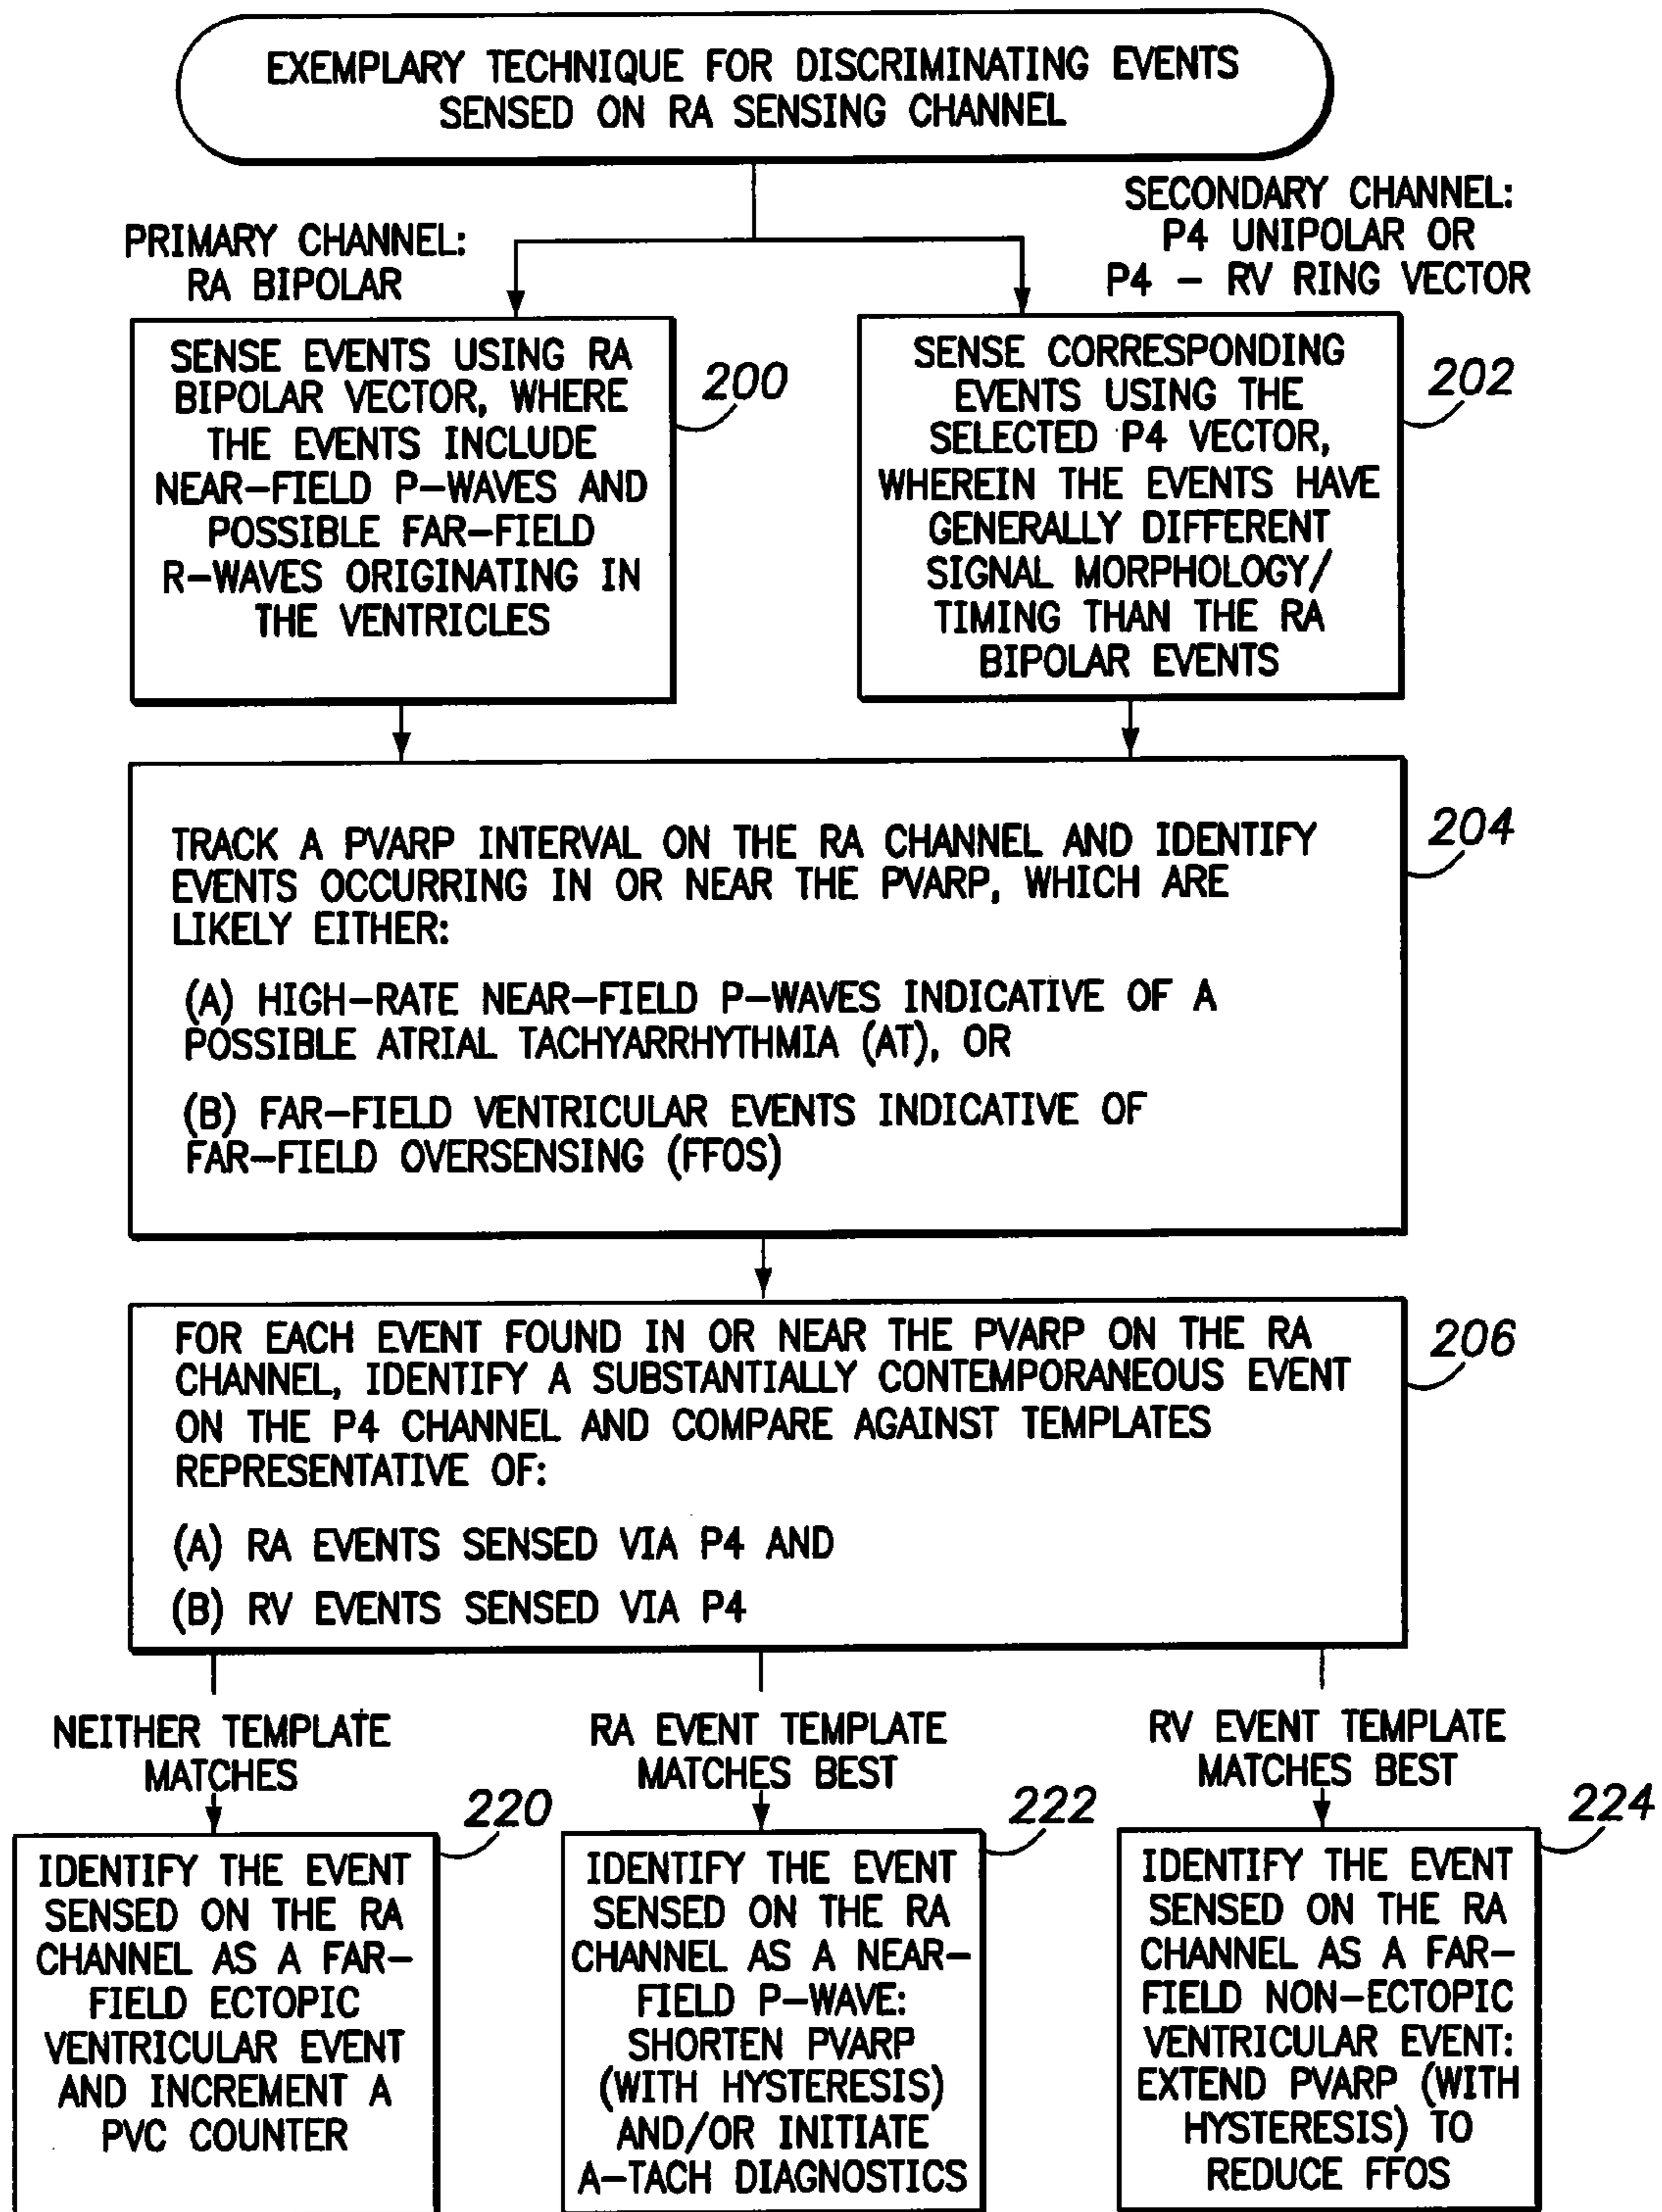 EXEMPLARY TECHNIQUE FOR DISCRIMINATING EVENTS
SENSED ON RA SENSING CHANNEL
PRIMARY CHANNEL:
RA BIPOLAR
SECONDARY CHANNEL:
P4 UNIPOLAR OR
P4 – RV RING VECTOR
SENSE EVENTS USING RA
BIPOLAR VECTOR, WHERE
THE EVENTS INCLUDE
NEAR-FIELD P-WAVES AND
POSSIBLE FAR-FIELD
R-WAVES ORIGINATING IN
THE VENTRICLES
200
SENSE CORRESPONDING
EVENTS USING THE
SELECTED P4 VECTOR,
WHEREIN THE EVENTS HAVE
GENERALLY DIFFERENT
SIGNAL MORPHOLOGY/
TIMING THAN THE RA
BIPOLAR EVENTS
202
TRACK A PVARP INTERVAL ON THE RA CHANNEL AND IDENTIFY
EVENTS OCCURRING IN OR NEAR THE PVARP, WHICH ARE
LIKELY EITHER:
(A) HIGH-RATE NEAR-FIELD P-WAVES INDICATIVE OF A
POSSIBLE ATRIAL TACHYARRHYTHMIA (AT), OR
(B) FAR-FIELD VENTRICULAR EVENTS INDICATIVE OF
FAR-FIELD OVERSENSING (FFOS)
204
FOR EACH EVENT FOUND IN OR NEAR THE PVARP ON THE RA
CHANNEL, IDENTIFY A SUBSTANTIALLY CONTEMPORANEOUS EVENT
ON THE P4 CHANNEL AND COMPARE AGAINST TEMPLATES
REPRESENTATIVE OF:
(A) RA EVENTS SENSED VIA P4 AND
(B) RV EVENTS SENSED VIA P4
206
NEITHER TEMPLATE
MATCHES
RA EVENT TEMPLATE
MATCHES BEST
RV EVENT TEMPLATE
MATCHES BEST
IDENTIFY THE EVENT
SENSED ON THE RA
CHANNEL AS A FAR-
FIELD ECTOPIC
VENTRICULAR EVENT
AND INCREMENT A
PVC COUNTER
220
IDENTIFY THE EVENT
SENSED ON THE RA
CHANNEL AS A NEAR-
FIELD P-WAVE:
SHORTEN PVARP
(WITH HYSTERESIS)
AND/OR INITIATE
A-TACH DIAGNOSTICS
222
IDENTIFY THE EVENT
SENSED ON THE RA
CHANNEL AS A FAR-
FIELD NON-ECTOPIC
VENTRICULAR EVENT:
EXTEND PVARP (WITH
HYSTERESIS) TO
REDUCE FFOS
224